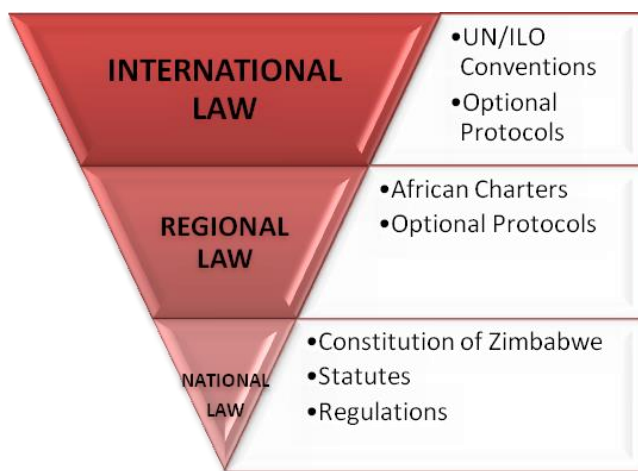 INTERNATIONAL
LAW
•UN/ILO
Conventions
•Optional
Protocols
REGIONAL
LAW
•African Charters
•Optional Protocols
NATIONAL
LAW
•Constitution of Zimbabwe
•Statutes
•Regulations